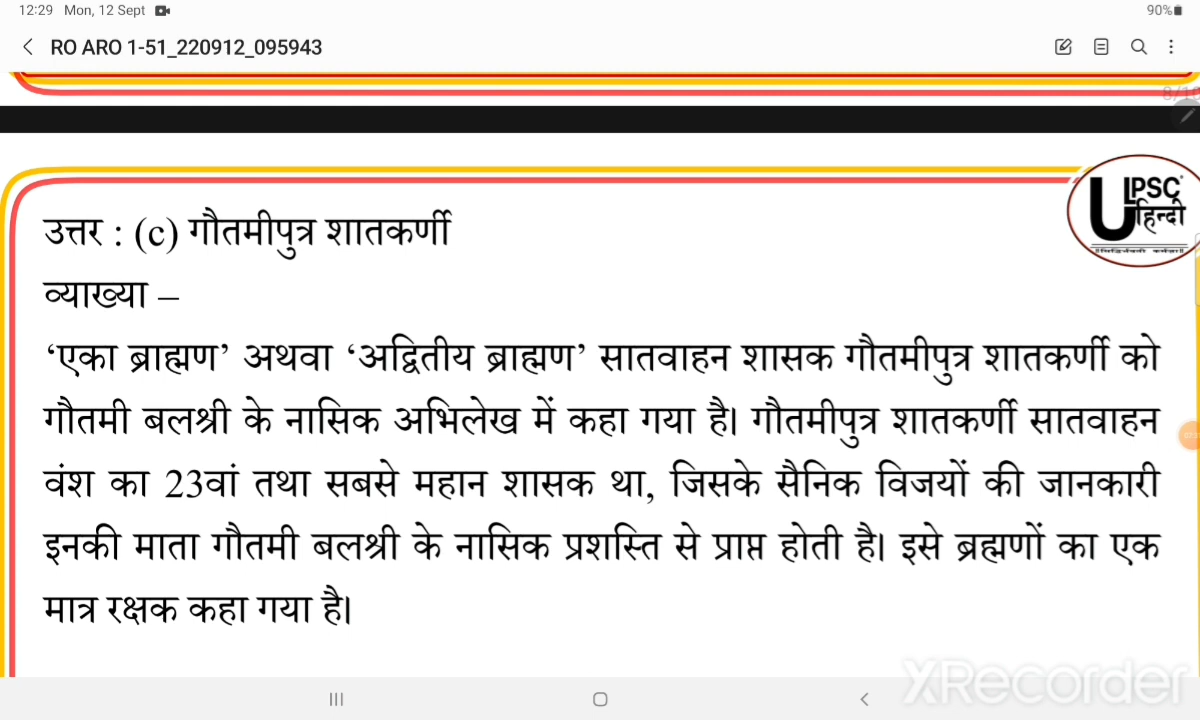 12:29 Mon, 12 Sept
90%
RO ARO 1-51_220912_095943
8/10
UPSC
हिन्दी
उत्तर : (c) गौतमीपुत्र शातकर्णी
व्याख्या –
‘एका ब्राह्मण’ अथवा ‘अद्वितीय ब्राह्मण’ सातवाहन शासक गौतमीपुत्र शातकर्णी को
गौतमी बलश्री के नासिक अभिलेख में कहा गया है। गौतमीपुत्र शातकर्णी सातवाहन
वंश का 23वां तथा सबसे महान शासक था, जिसके सैनिक विजयों की जानकारी
इनकी माता गौतमी बलश्री के नासिक प्रशस्ति से प्राप्त होती है। इसे ब्रह्मणों का एक
मात्र रक्षक कहा गया है।
XRecorder